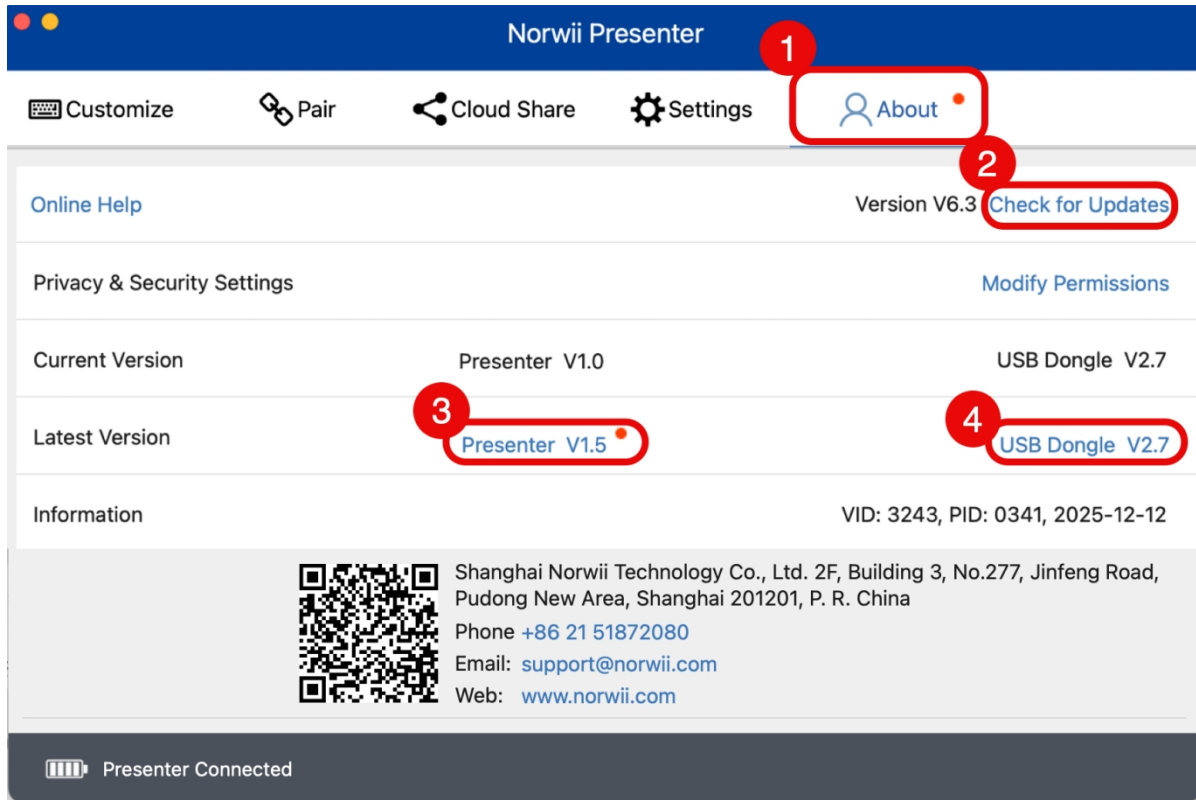 Norwii Presenter
1
Customize Pair Cloud Share Settings About
2
Online Help Version V6.3 Check for Updates
Privacy & Security Settings Modify Permissions
Current Version Presenter V1.0 USB Dongle V2.7
3 4
Latest Version Presenter V1.5 USB Dongle V2.7
Information VID: 3243, PID: 0341, 2025-12-12
Shanghai Norwii Technology Co., Ltd. 2F, Building 3, No.277, Jinfeng Road,
Pudong New Area, Shanghai 201201, P. R. China
Phone +86 21 51872080
Email: support@norwii.com
Web: www.norwii.com
Presenter Connected